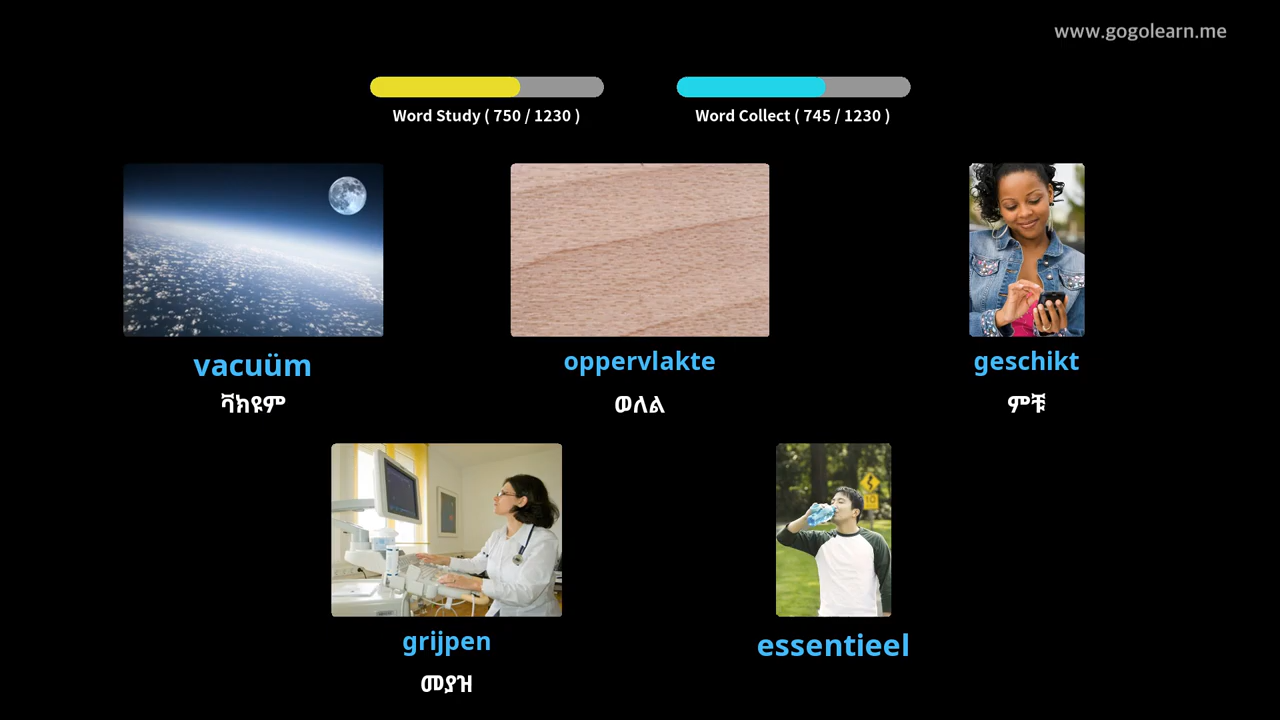 www.gogolearn.me
Word Study ( 750 / 1230 )
Word Collect ( 745 / 1230 )
vacuüm
ቫክዩም
oppervlakte
ወለል
geschikt
ምቹ
grijpen
መያዝ
essentieel